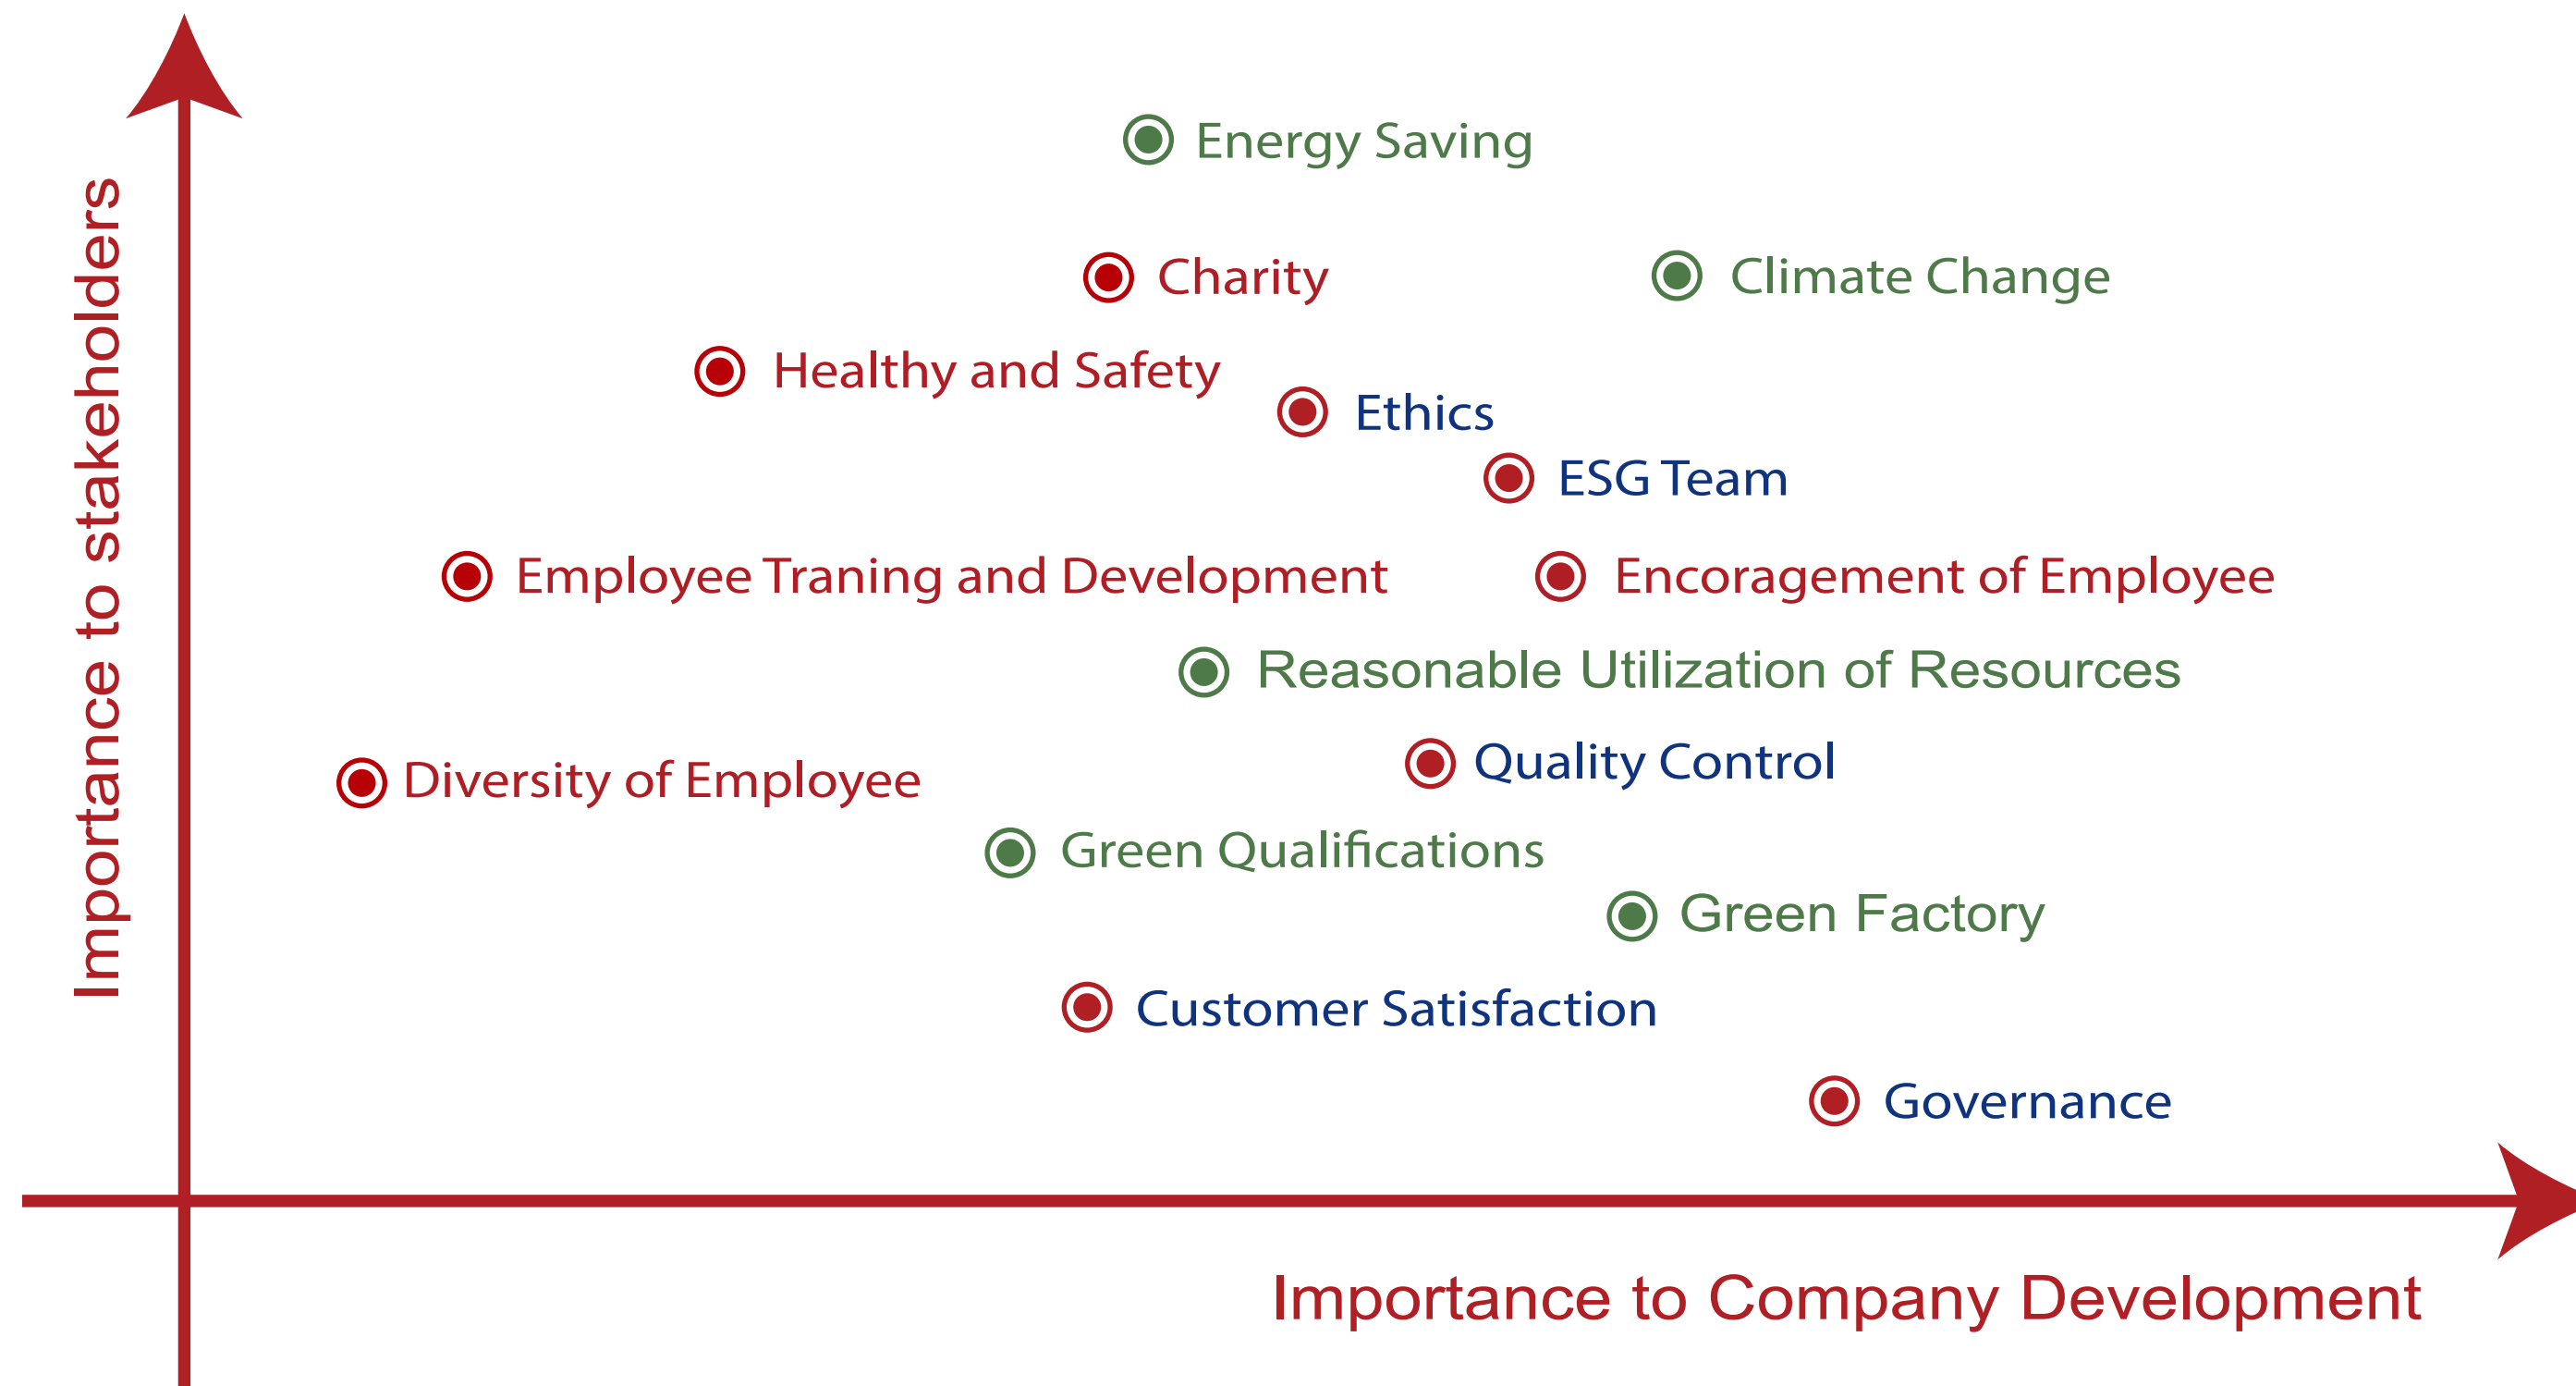 Importance to stakeholders
Energy Saving
Charity
Climate Change
Healthy and Safety
Ethics
ESG Team
Employee Traning and Development
Encoragement of Employee
Reasonable Utilization of Resources
Quality Control
Diversity of Employee
Green Qualifications
Green Factory
Customer Satisfaction
Governance
Importance to Company Development